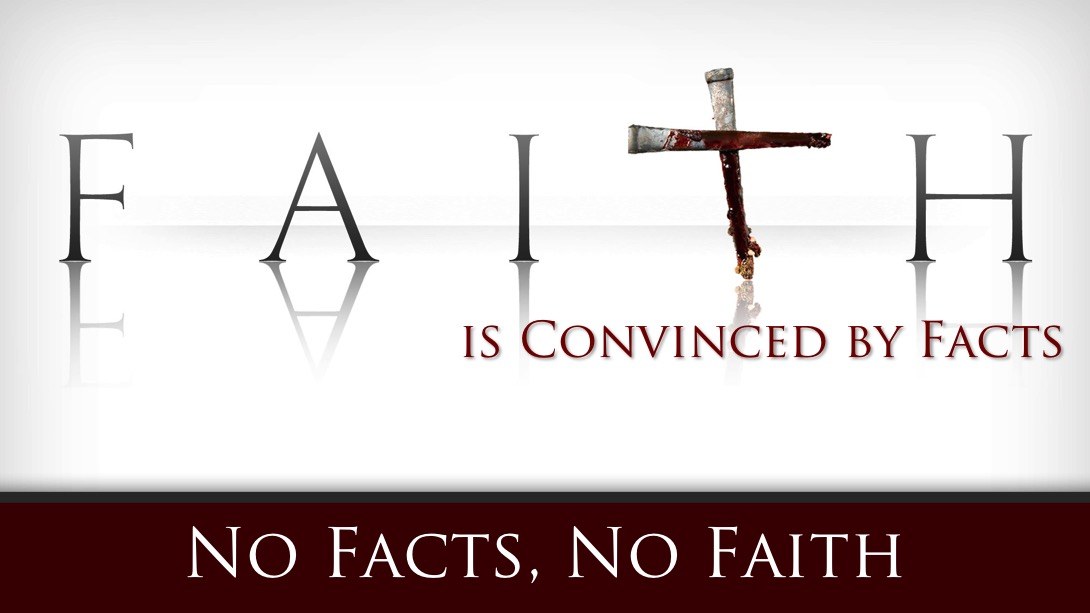 FAITH
is Convinced by Facts
No Facts, No Faith